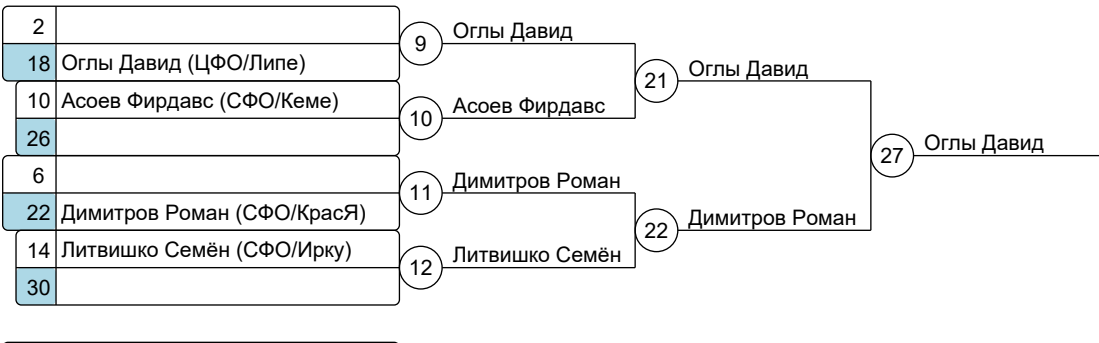 2
18 Оглы Давид (ЦФО/Липе)
9 Оглы Давид
10 Асоев Фирдавс (СФО/Кеме)
26
10 Асоев Фирдавс
21 Оглы Давид
6
22 Димитров Роман (СФО/КрасЯ)
11 Димитров Роман
14 Литвишко Семён (СФО/Ирку)
30
12 Литвишко Семён
22 Димитров Роман
27 Оглы Давид